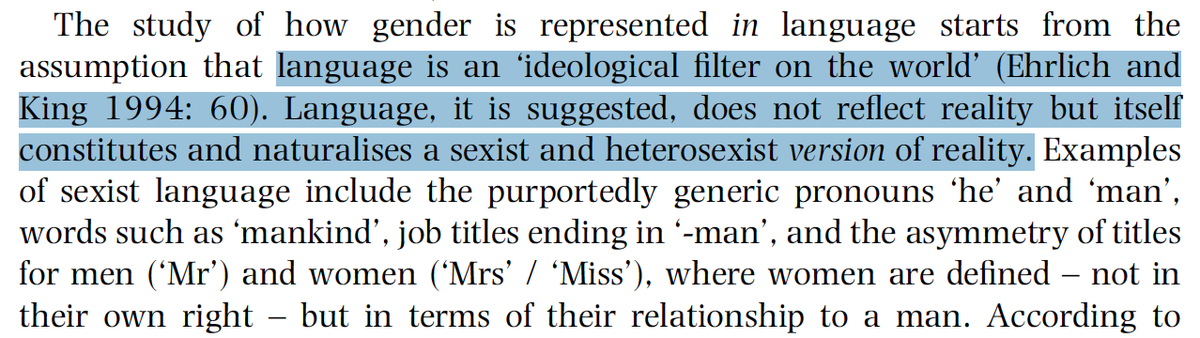 The study of how gender is represented in language starts from the
assumption that language is an ‘ideological filter on the world’ (Ehrlich and
King 1994: 60). Language, it is suggested, does not reflect reality but itself
constitutes and naturalises a sexist and heterosexist version of reality. Examples
of sexist language include the purportedly generic pronouns ‘he’ and ‘man’,
words such as ‘mankind’, job titles ending in ‘-man’, and the asymmetry of titles
for men (‘Mr’) and women (‘Mrs’ / ‘Miss’), where women are defined – not in
their own right – but in terms of their relationship to a man. According to